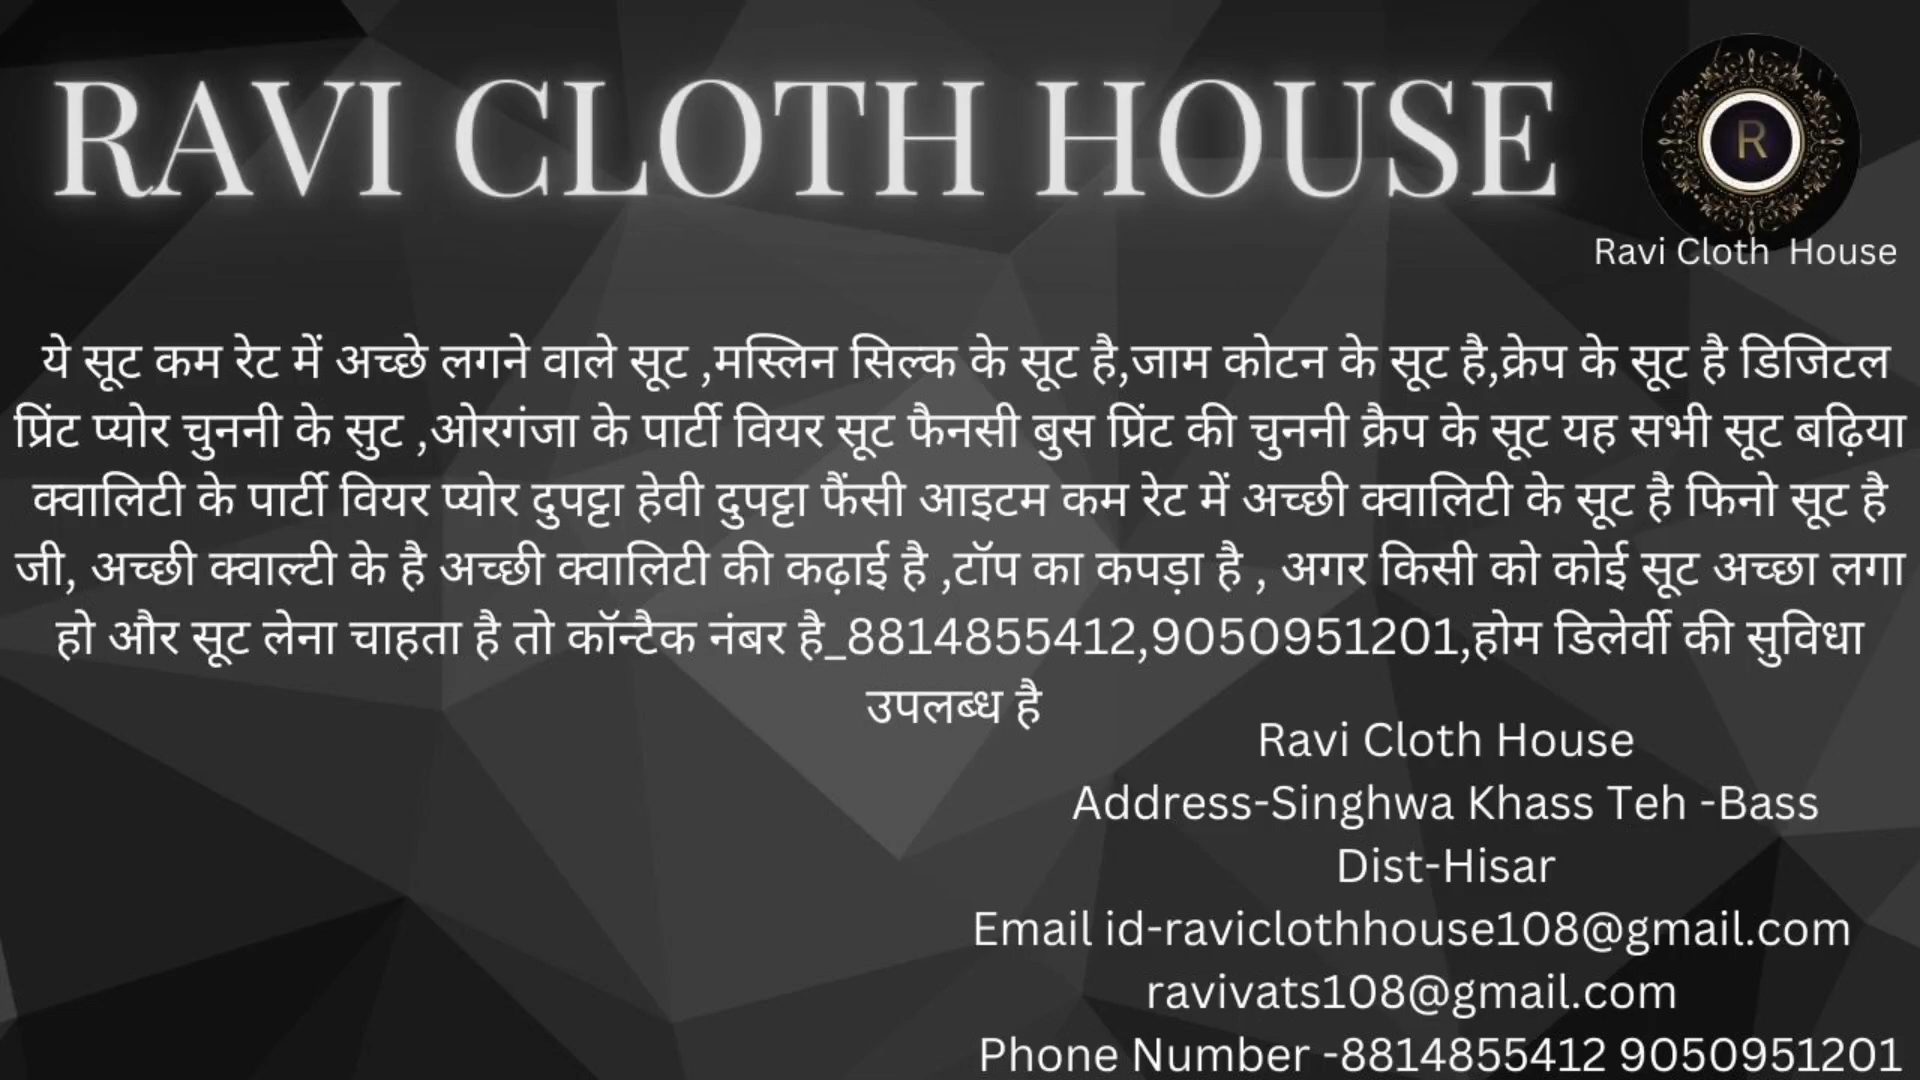 RAVI CLOTH HOUSE
R
Ravi Cloth House
ये सूट कम रेट में अच्छे लगने वाले सूट ,मस्लिन सिल्क के सूट है,जाम कोटन के सूट है,क्रेप के सूट है डिजिटल
प्रिंट प्योर चुननी के सुट ,ओरगंजा के पार्टी वियर सूट फैनसी बुस प्रिंट की चुननी क्रैप के सूट यह सभी सूट बढ़िया
क्वालिटी के पार्टी वियर प्योर दुपट्टा हेवी दुपट्टा फैंसी आइटम कम रेट में अच्छी क्वालिटी के सूट है फिनो सूट है
जी, अच्छी क्वाल्टी के है अच्छी क्वालिटी की कढ़ाई है ,टॉप का कपड़ा है , अगर किसी को कोई सूट अच्छा लगा
हो और सूट लेना चाहता है तो कॉन्टैक नंबर है_8814855412,9050951201,होम डिलेर्वी की सुविधा
उपलब्ध है
Ravi Cloth House
Address-Singhwa Khass Teh -Bass
Dist-Hisar
Email id-raviclothhouse108@gmail.com
ravivats108@gmail.com
Phone Number -8814855412 9050951201